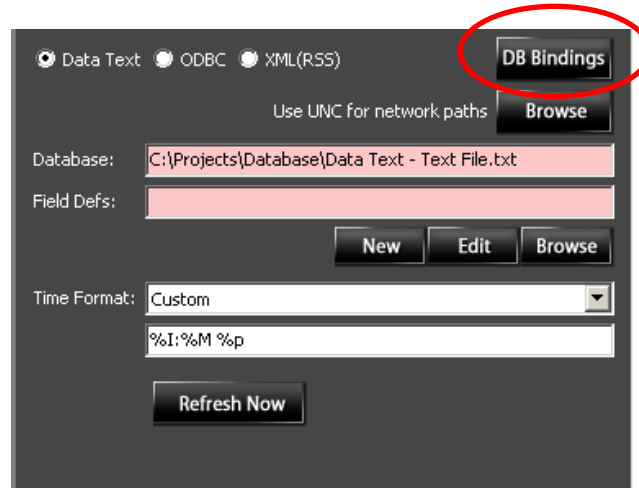 Data Text ODBC XML(RSS) DB Bindings
Use UNC for network paths Browse
Database: C:\Projects\Database\Data Text - Text File.txt
Field Defs:
New Edit Browse
Time Format: Custom
%I:%M %p
Refresh Now